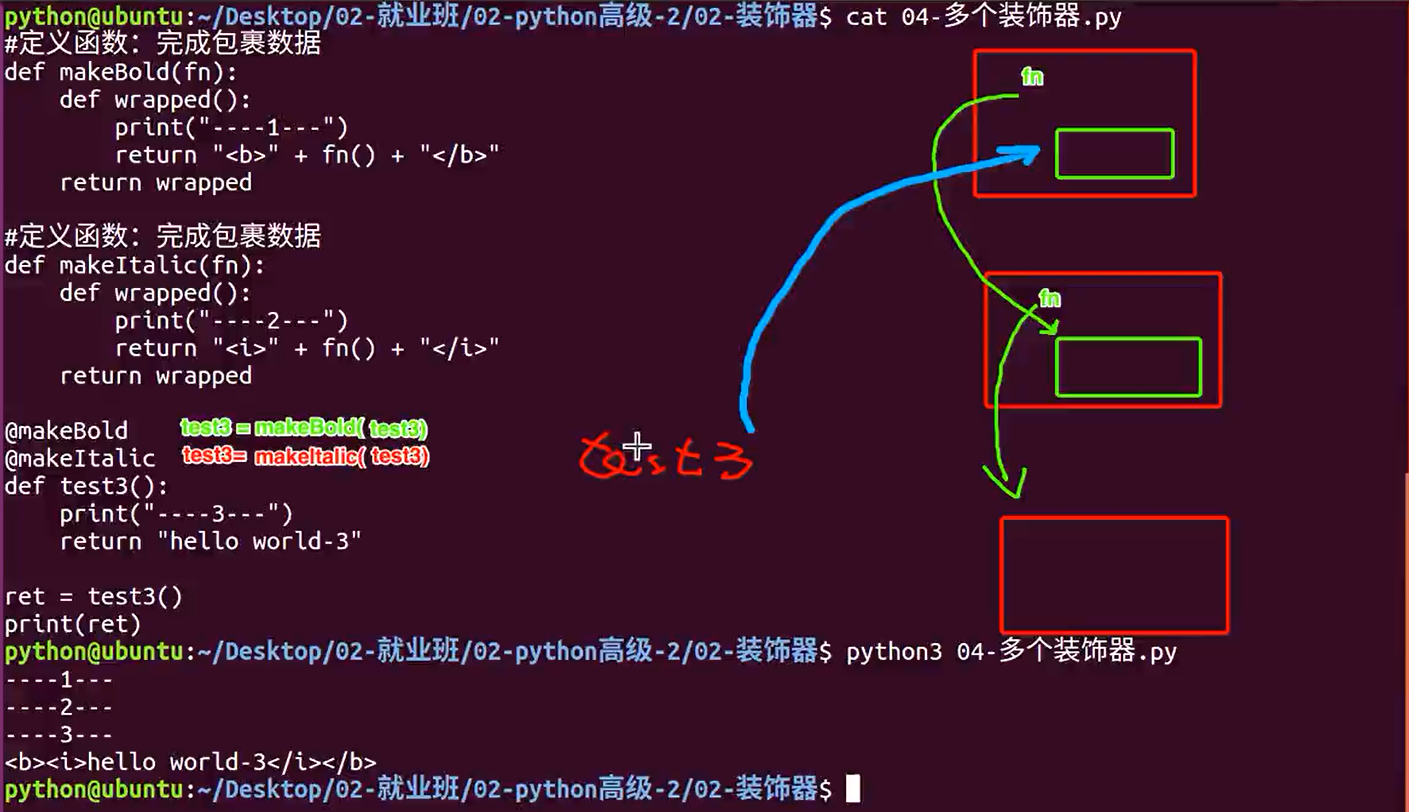 python@ubuntu:~/Desktop/02-就业班/02-python高级-2/02-装饰器$ cat 04-多个装饰器.py
#定义函数：完成包裹数据
def makeBold(fn):
    def wrapped():
        print("----1---")
        return "<b>" + fn() + "</b>"
    return wrapped
fn
#定义函数：完成包裹数据
def makeItalic(fn):
    def wrapped():
        print("----2---")
        return "<i>" + fn() + "</i>"
    return wrapped
fn
@makeBold test3 = makeBold( test3)
@makeItalic test3= makeItalic( test3)
test3
def test3():
    print("----3---")
    return "hello world-3"
ret = test3()
print(ret)
python@ubuntu:~/Desktop/02-就业班/02-python高级-2/02-装饰器$ python3 04-多个装饰器.py
----1---
----2---
----3---
<b><i>hello world-3</i></b>
python@ubuntu:~/Desktop/02-就业班/02-python高级-2/02-装饰器$